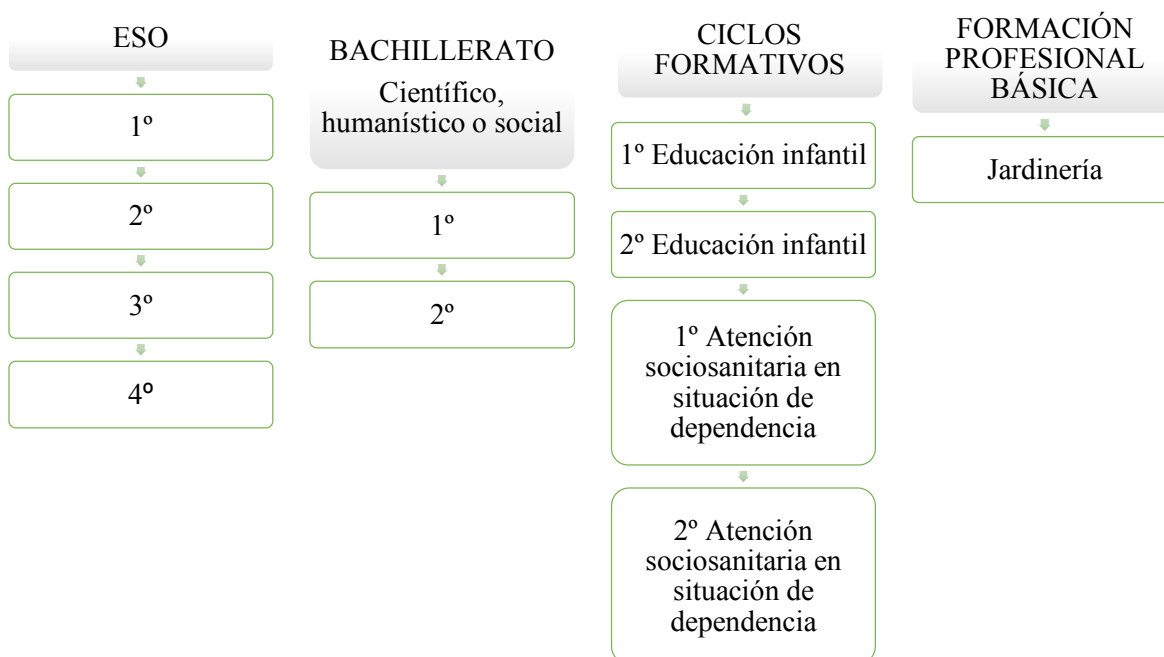 ESO
1º
2º
3º
4º
BACHILLERATO
Científico,
humanístico o social
1º
2º
CICLOS
FORMATIVOS
1º Educación infantil
2º Educación infantil
1º Atención
sociosanitaria en
situación de
dependencia
2º Atención
sociosanitaria en
situación de
dependencia
FORMACIÓN
PROFESIONAL
BÁSICA
Jardinería